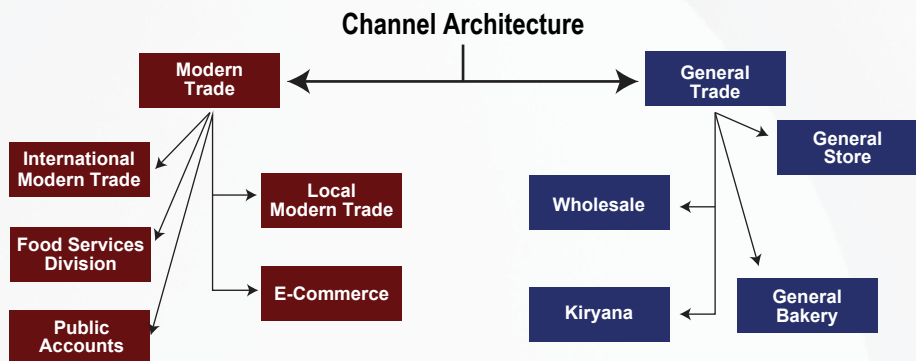 Channel Architecture
Modern
Trade
General
Trade
International
Modern Trade
Local
Modern Trade
Food Services
Division
E-Commerce
Public
Accounts
General
Store
Wholesale
Kiryana
General
Bakery